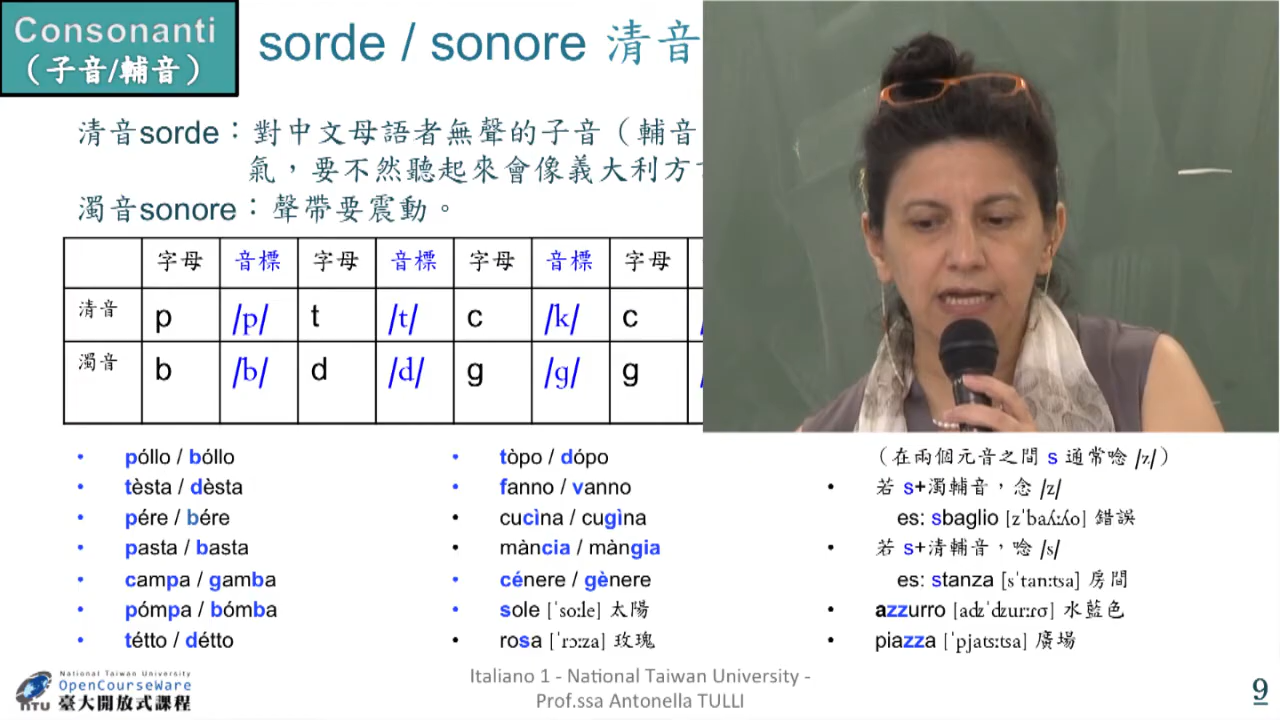 Consonanti
（子音/輔音）
sorde / sonore 清音
清音sorde：對中文母語者無聲的子音（輔音
氣，要不然聽起來會像義大利方
濁音sonore：聲帶要震動。
字母 音標 字母 音標 字母 音標 字母
清音 p /p/ t /t/ c /k/ c
濁音 b /b/ d /d/ g /g/ g
• póllo / bóllo
• tèsta / dèsta
• pére / bére
• pasta / basta
• campa / gamba
• pómpa / bómba
• tétto / détto
• tòpo / dópo
• fanno / vanno
• cucìna / cugìna
• mància / màngia
• cénere / gènere
• sole [ˈsoːle] 太陽
• rosa [ˈrɔːza] 玫瑰
（在兩個元音之間 s 通常唸 /z/）
• 若 s+濁輔音，念 /z/
es: sbaglio [zˈbaʎːʎo] 錯誤
• 若 s+清輔音，唸 /s/
es: stanza [sˈtanːtsa] 房間
• azzurro [adzˈdzurːrʊ] 水藍色
• piazza [ˈpjatsːtsa] 廣場
National Taiwan University
OpenCourseWare
NTU 臺大開放式課程
Italiano 1 - National Taiwan University -
Prof.ssa Antonella TULLI
9